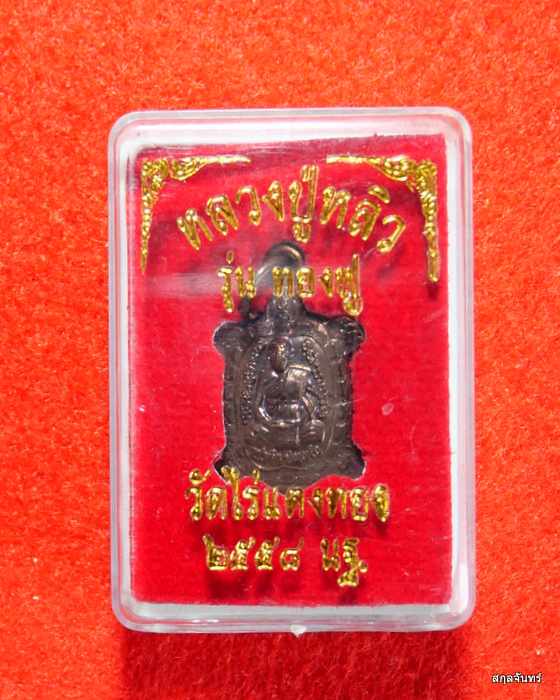 หลวงปู่หลิว
รุ่น ทองฟู
วัดไร่แตงทอง
๒๕๕๘ นฐ.
สกุลจันทร์